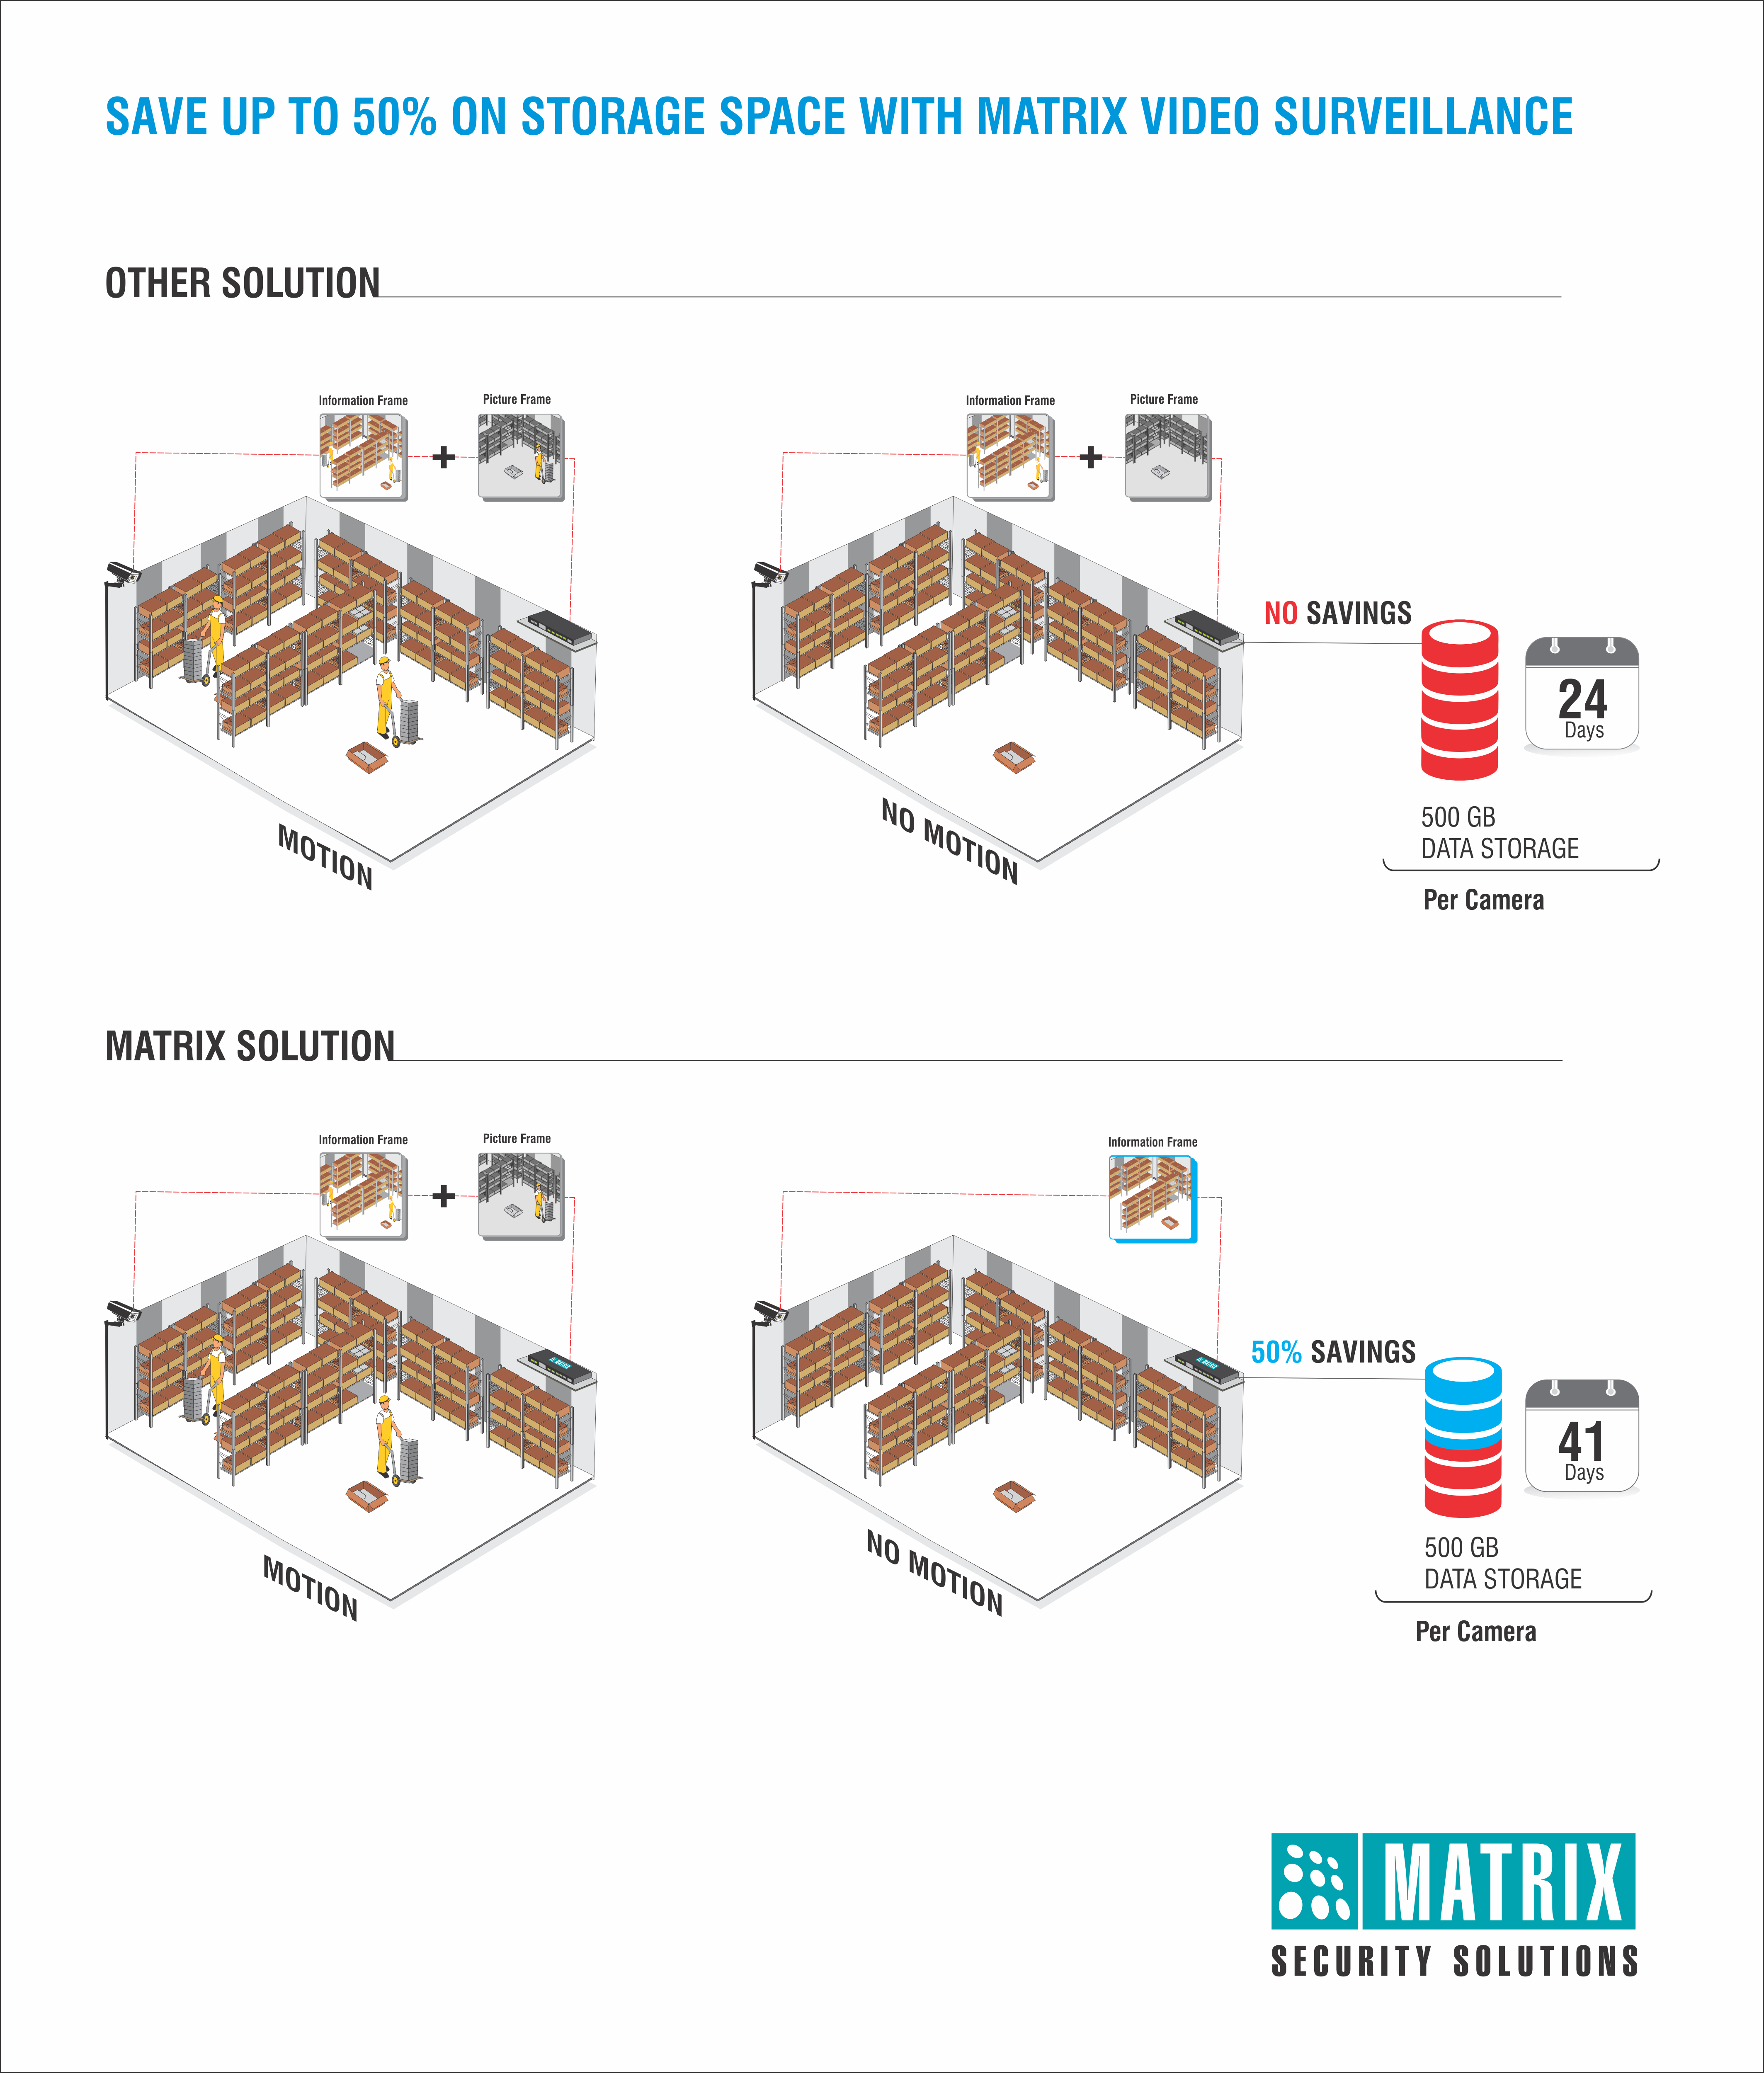 SAVE UP TO 50% ON STORAGE SPACE WITH MATRIX VIDEO SURVEILLANCE
OTHER SOLUTION
Information Frame
Picture Frame
MOTION
Information Frame
Picture Frame
NO MOTION
NO SAVINGS
24
Days
500 GB
DATA STORAGE
Per Camera
MATRIX SOLUTION
Information Frame
Picture Frame
MOTION
Information Frame
NO MOTION
50% SAVINGS
41
Days
500 GB
DATA STORAGE
Per Camera
MATRIX
SECURITY SOLUTIONS